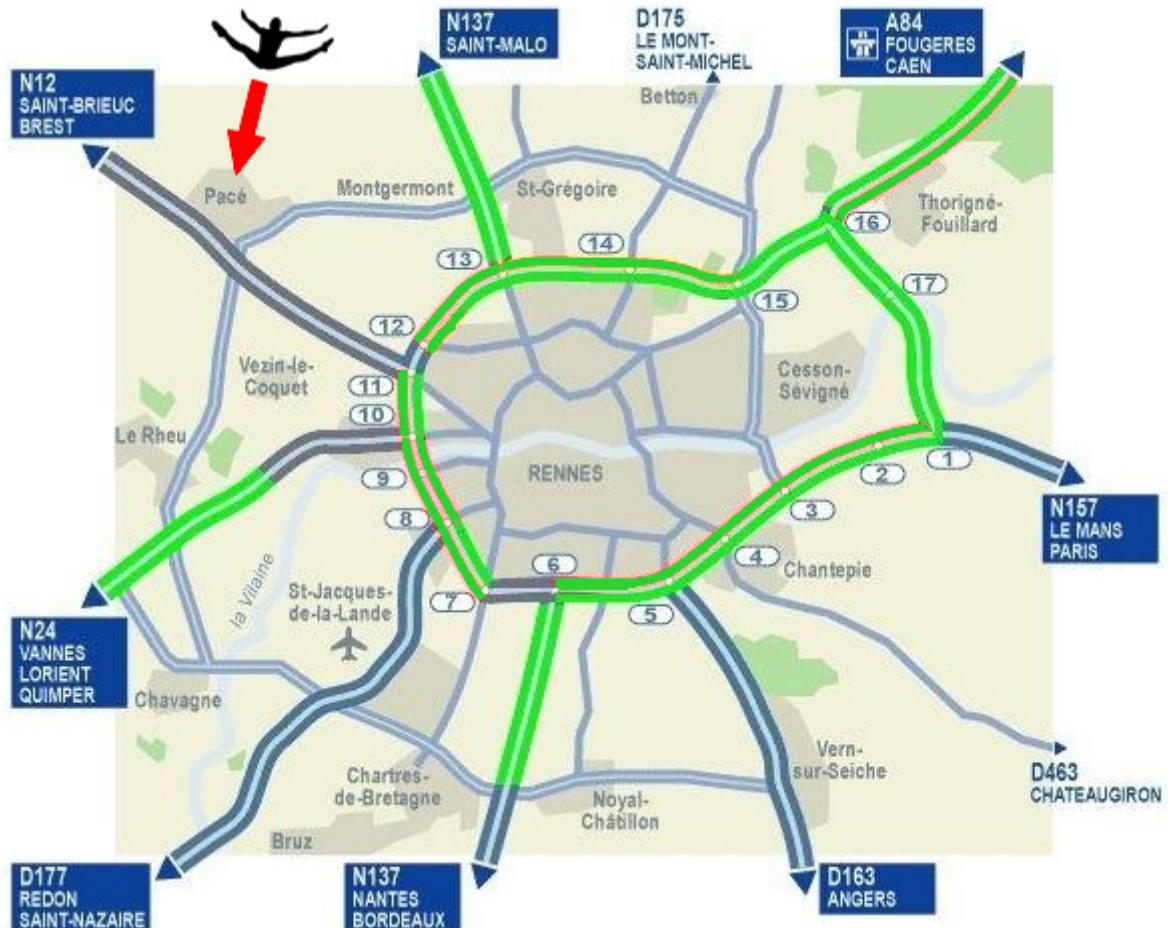 N137
SAINT-MALO
D175
LE MONT-
SAINT-MICHEL
A84
FOUGERES
CAEN
N12
SAINT-BRIEUC
BREST
Betton
Pacé
Montgermont
St-Grégoire
Thorigné-
Fouillard
16
14
13
17
15
12
Vezin-le-
Coquet
11
Cesson-
Sévigné
10
Le Rheu
1
2
9
RENNES
3
N157
LE MANS
PARIS
8
4
6
Chantepie
la Vilaine
St-Jacques-
de-la-Lande
7
5
N24
VANNES
LORIENT
QUIMPER
Chavagne
Vern-
sur-Seiche
D463
CHATEAUGIRON
Chartres-
de-Bretagne
Noyal-
Châtillon
Bruz
D177
REDON
SAINT-NAZAIRE
N137
NANTES
BORDEAUX
D163
ANGERS